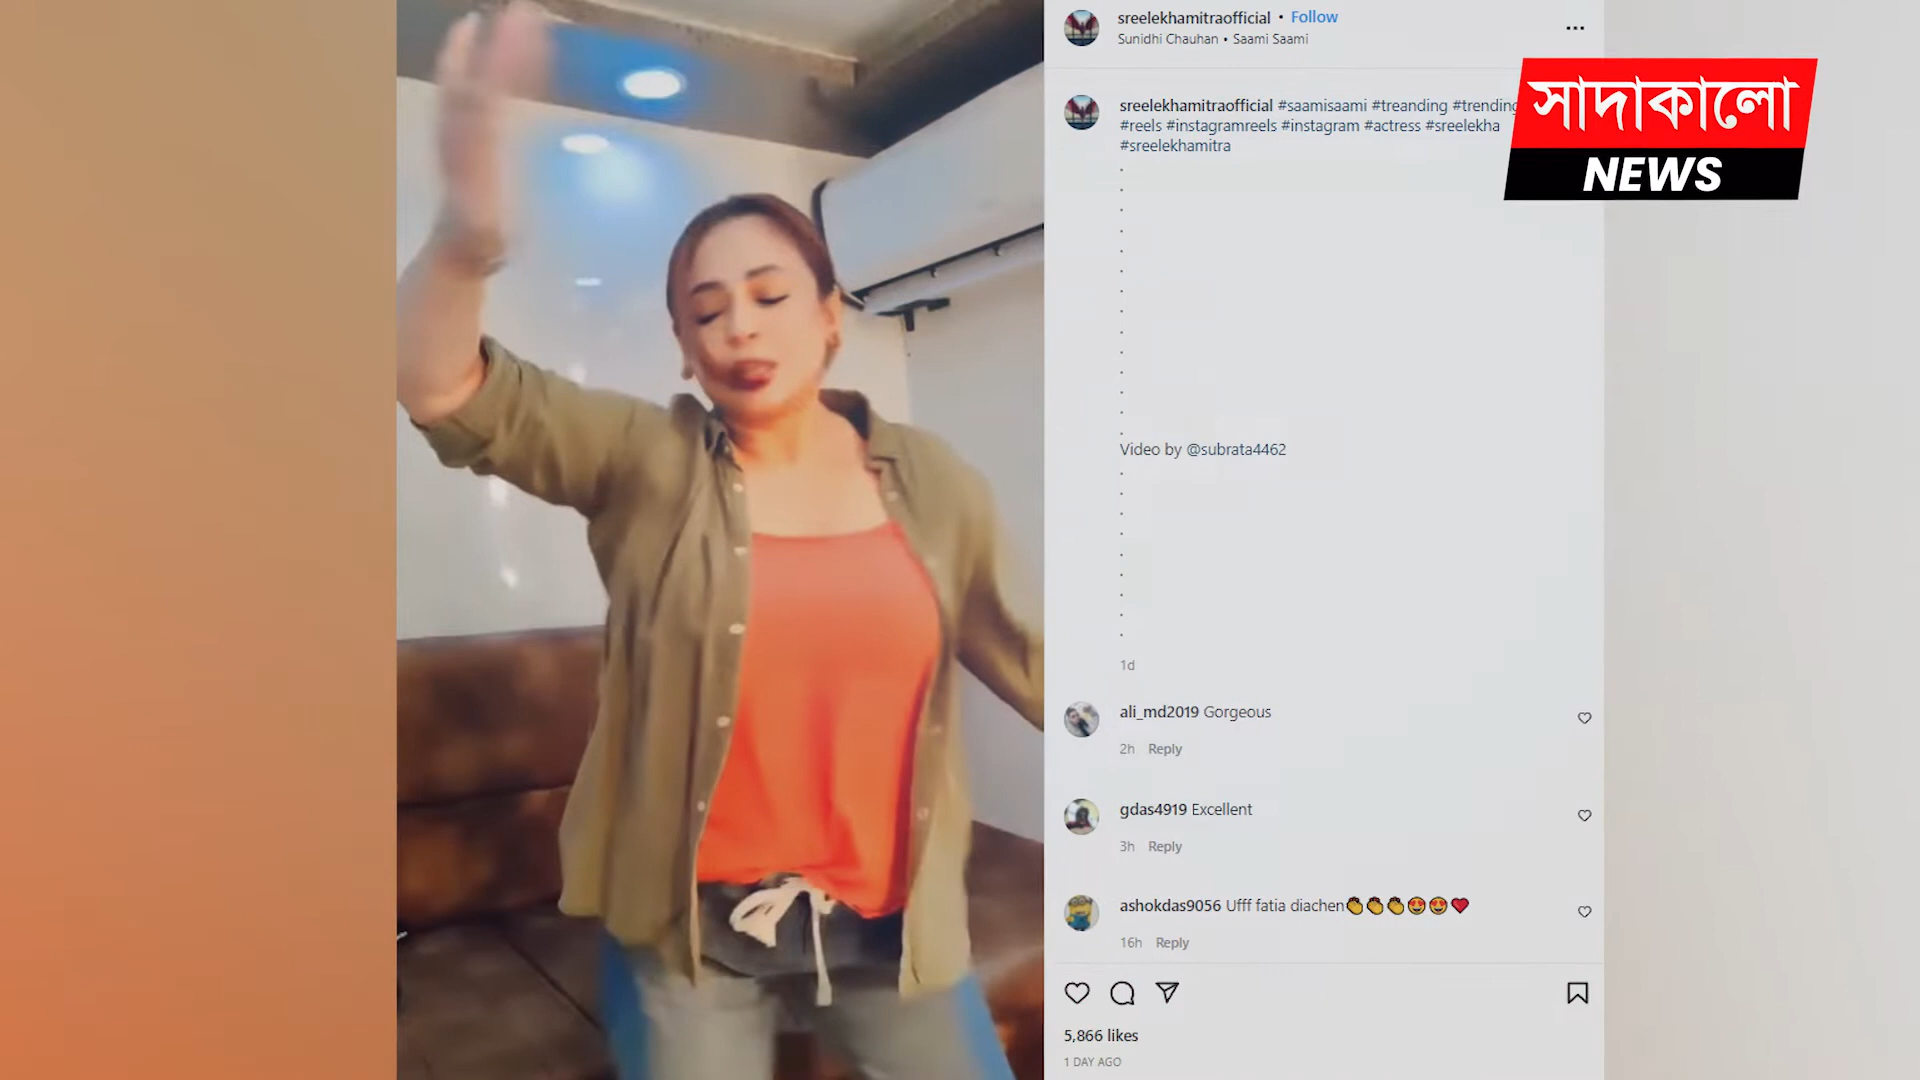 sreelekhamitraofficial • Follow
Sunidhi Chauhan • Saami Saami
সাদাকালো
NEWS
sreelekhamitraofficial #saamisaami #treanding #trending
#reels #instagramreels #instagram #actress #sreelekha
#sreelekhamitra
.
.
.
.
.
.
.
.
.
.
.
.
.
.
Video by @subrata4462
.
.
.
.
.
.
.
.
.
1d
ali_md2019 Gorgeous
2h Reply
gdas4919 Excellent
3h Reply
ashokdas9056 Ufff fatia diachen👏👏👏😍😍❤️
16h Reply
5,866 likes
1 DAY AGO